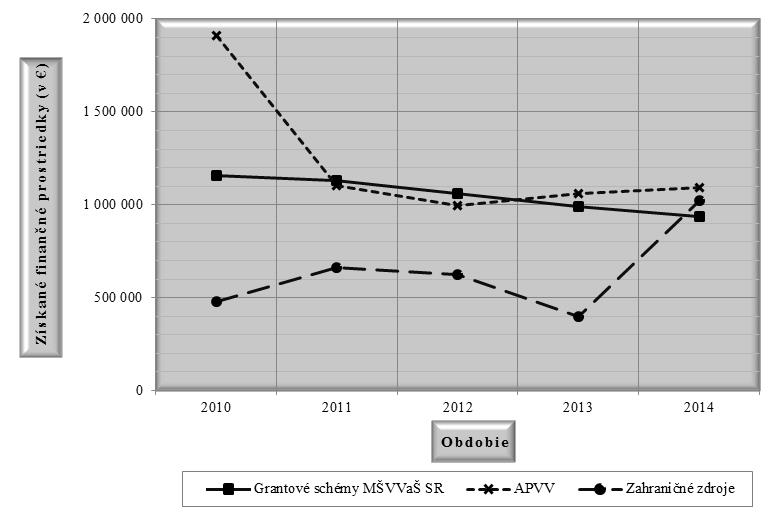 2 000 000
1 500 000
1 000 000
500 000
0
Získané finančné prostriedky (v €)
2010 2011 2012 2013 2014
Obdobie
Grantové schémy MŠVVaŠ SR APVV Zahraničné zdroje